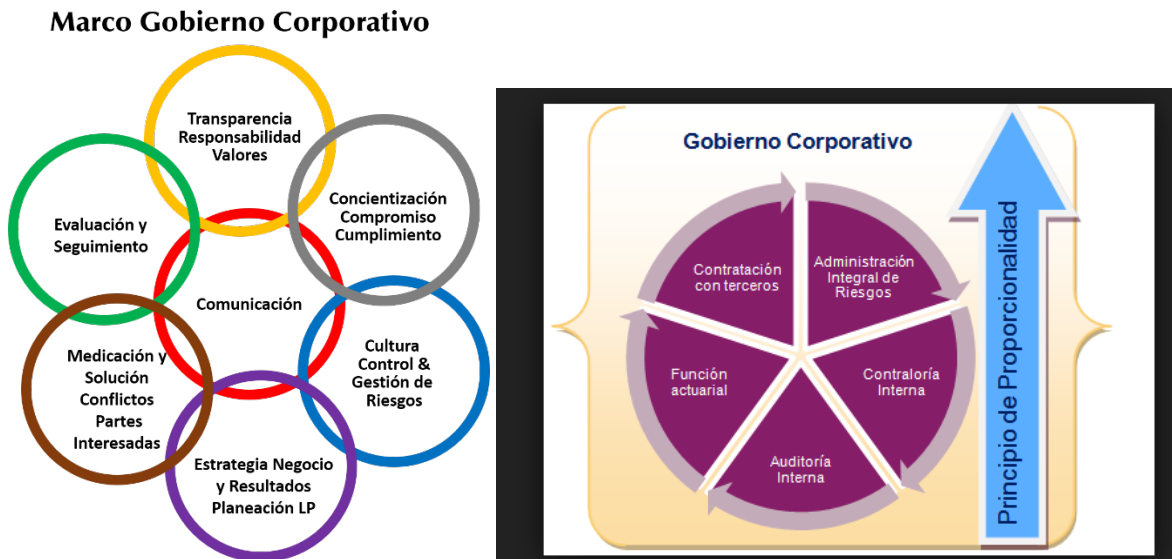 Marco Gobierno Corporativo
Transparencia
Responsabilidad
Valores
Concientización
Compromiso
Cumplimiento
Evaluación y
Seguimiento
Comunicación
Cultura
Control &
Gestión de
Riesgos
Medicación y
Solución
Conflictos
Partes
Interesadas
Estrategia Negocio
y Resultados
Planeación LP
Gobierno Corporativo
Contratación
con terceros
Administración
Integral de
Riesgos
Función
actuarial
Contraloría
Interna
Auditoría
Interna
Principio de Proporcionalidad